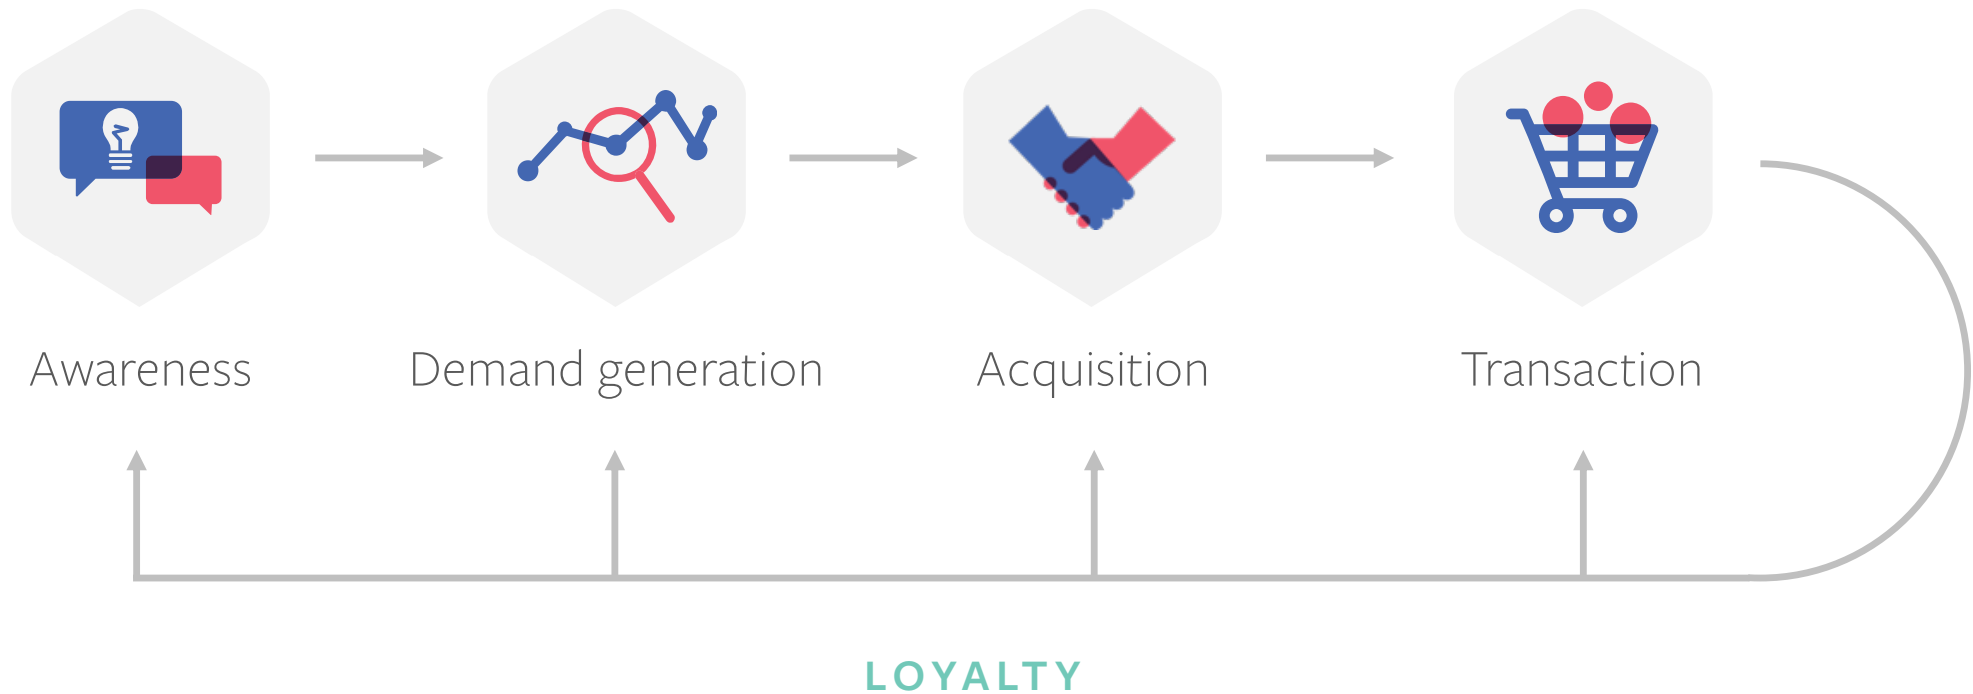 Awareness
Demand generation
Acquisition
Transaction
LOYALTY